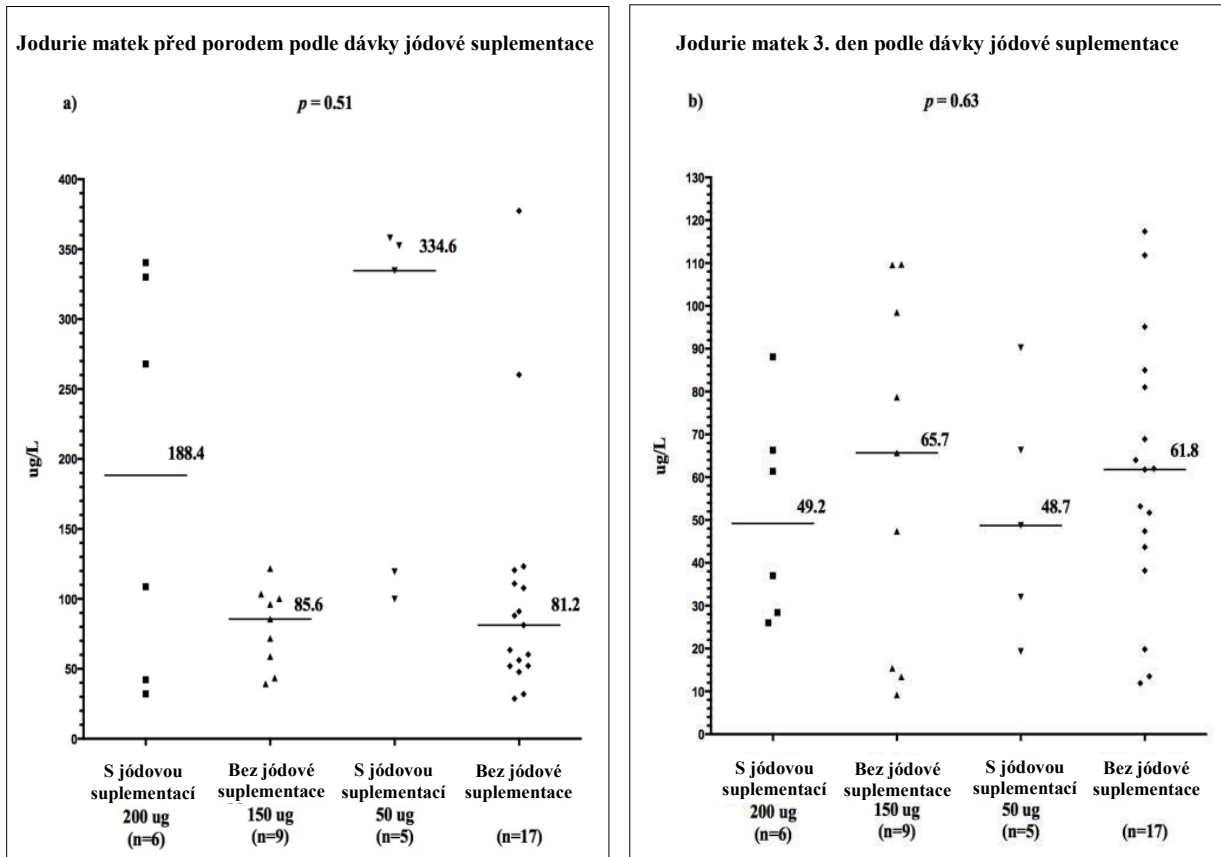 Jodurie matek před porodem podle dávky jódové suplementace
a)
p = 0.51
400
350
300
250
200
150
100
50
0
ug/L
188.4
85.6
334.6
81.2
S jódovou
suplementací
200 ug
(n=6)
Bez jódové
suplementace
150 ug
(n=9)
S jódovou
suplementací
50 ug
(n=5)
Bez jódové
suplementace
(n=17)
Jodurie matek 3. den podle dávky jódové suplementace
b)
p = 0.63
130
120
110
100
90
80
70
60
50
40
30
20
10
0
ug/L
49.2
65.7
48.7
61.8
S jódovou
suplementací
200 ug
(n=6)
Bez jódové
suplementace
150 ug
(n=9)
S jódovou
suplementací
50 ug
(n=5)
Bez jódové
suplementace
(n=17)